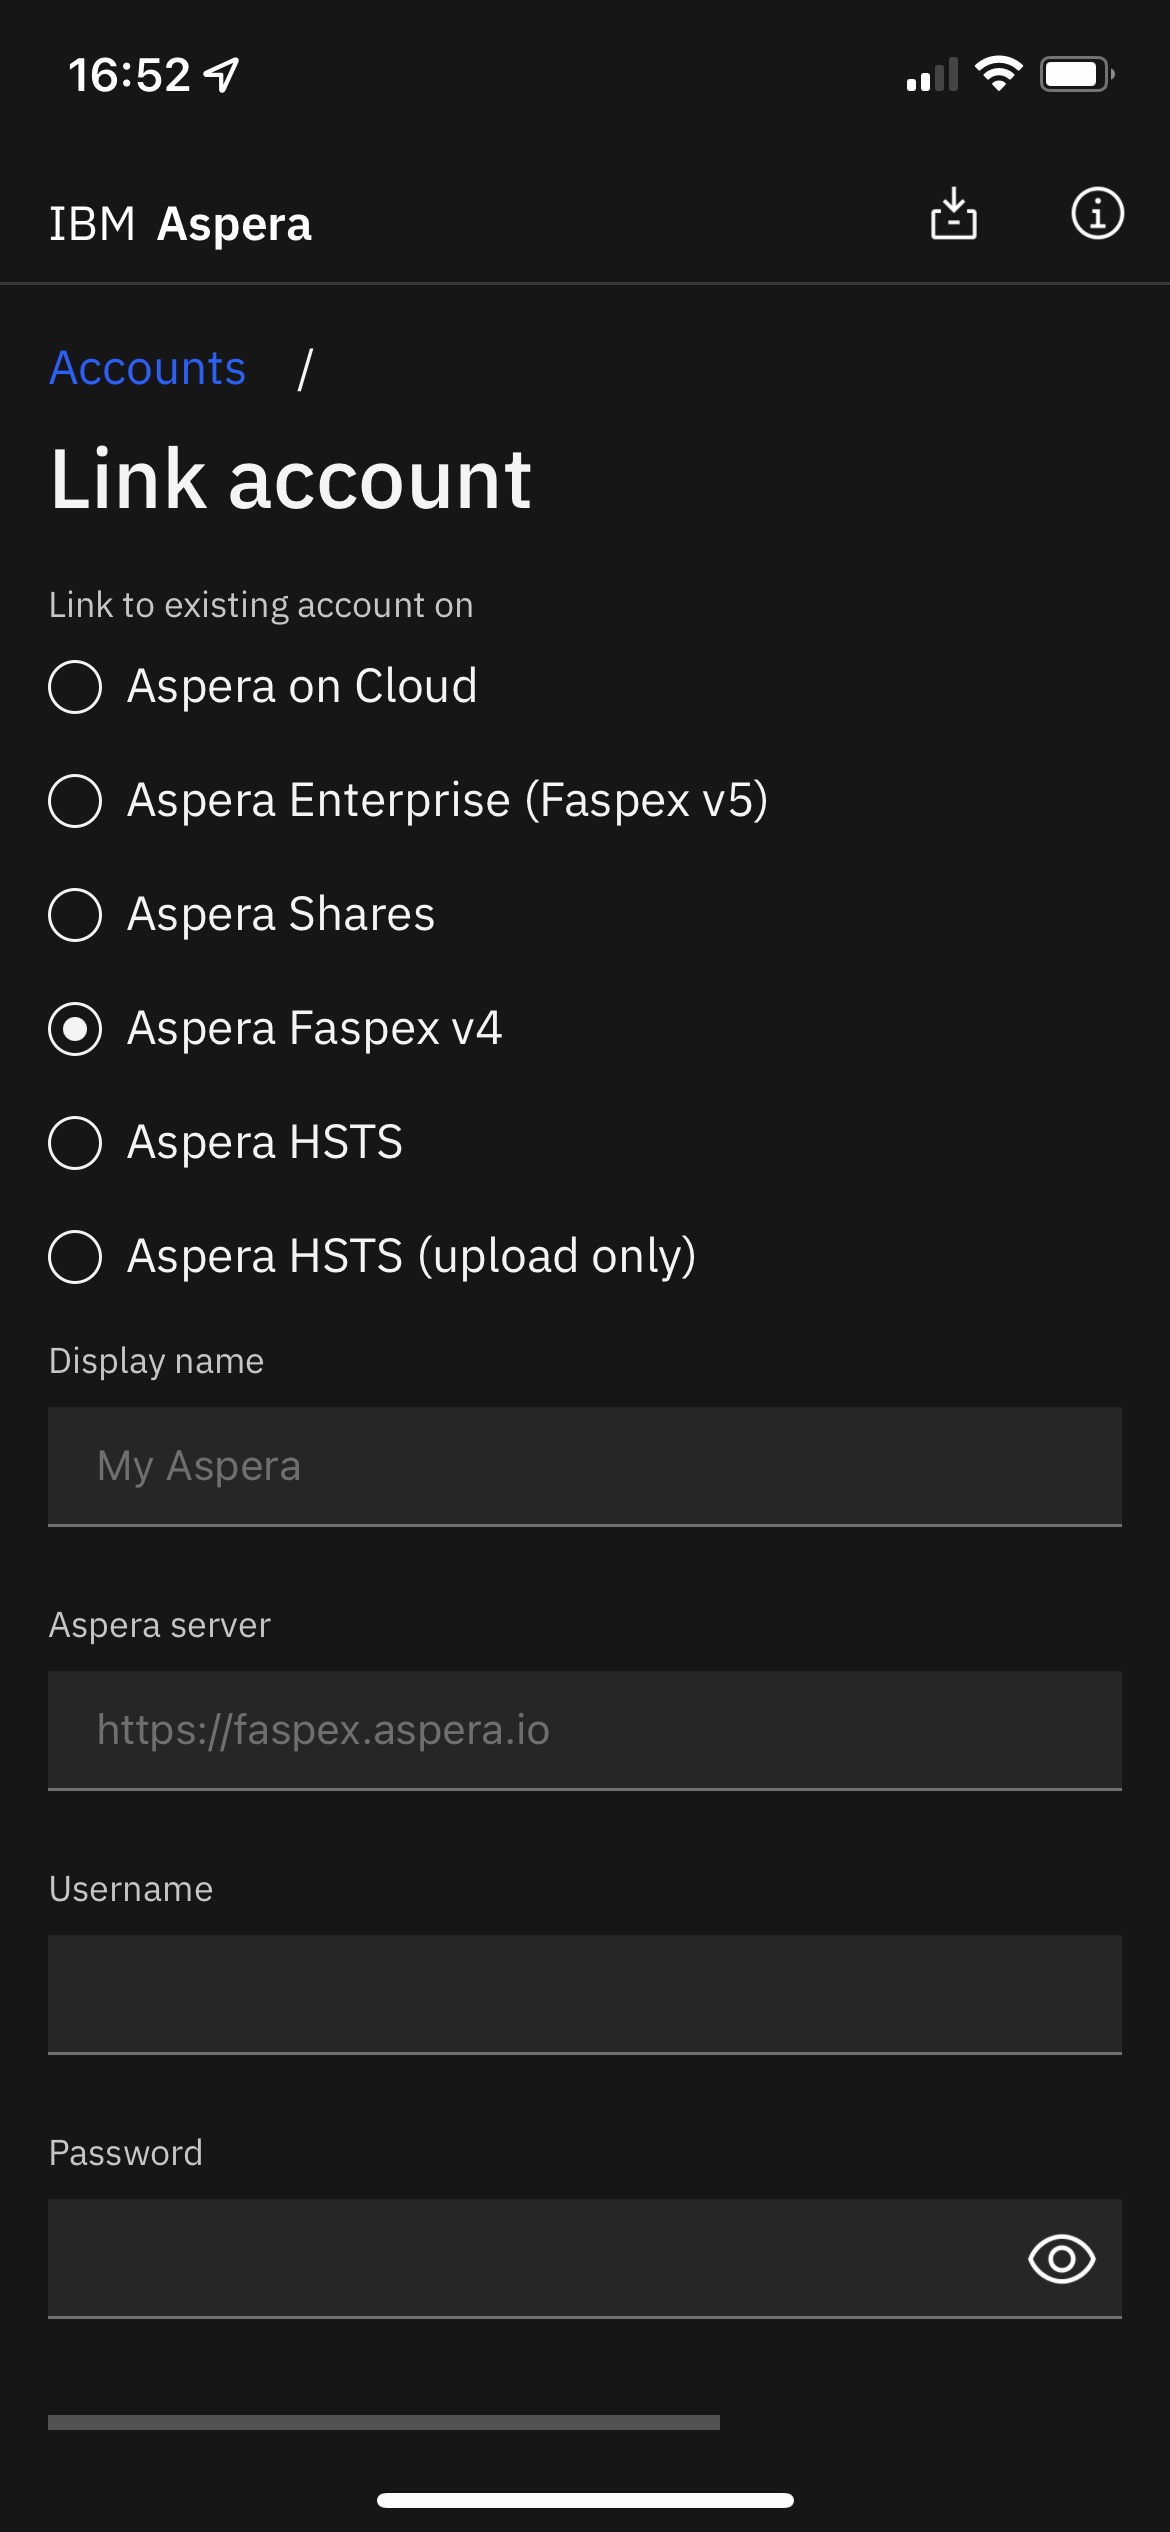 16:52
IBM Aspera
Accounts /
Link account
Link to existing account on
Aspera on Cloud
Aspera Enterprise (Faspex v5)
Aspera Shares
Aspera Faspex v4
Aspera HSTS
Aspera HSTS (upload only)
Display name
My Aspera
Aspera server
https://faspex.aspera.io
Username
Password